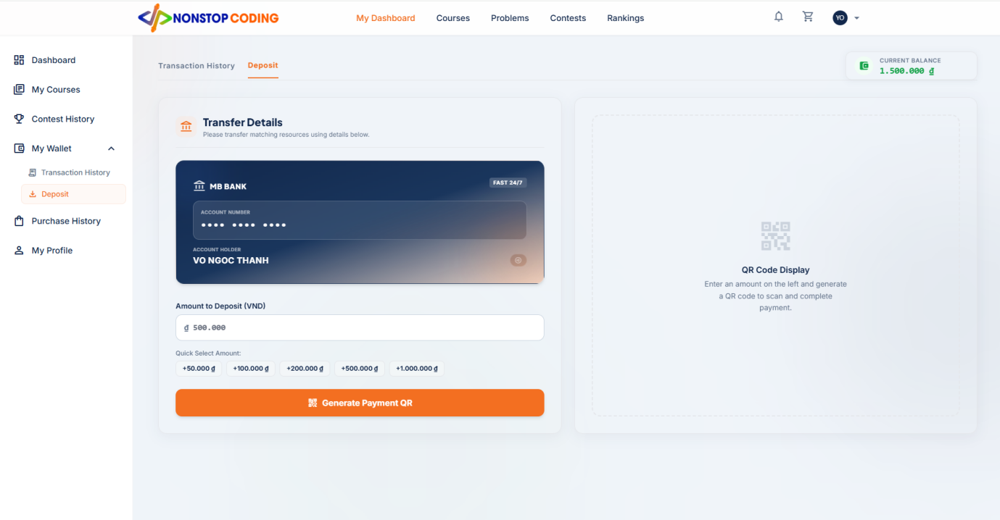 NONSTOP CODING
My Dashboard
Courses
Problems
Contests
Rankings
YO
Dashboard
My Courses
Contest History
My Wallet
Transaction History
Deposit
Purchase History
My Profile
Transaction History
Deposit
CURRENT BALANCE
1.500.000 ₫
Transfer Details
Please transfer matching resources using details below.
MB BANK
FAST 24/7
ACCOUNT NUMBER
•••• •••• ••••
ACCOUNT HOLDER
VO NGOC THANH
Amount to Deposit (VND)
₫ 500.000
Quick Select Amount:
+50.000 ₫
+100.000 ₫
+200.000 ₫
+500.000 ₫
+1.000.000 ₫
Generate Payment QR
QR Code Display
Enter an amount on the left and generate
a QR code to scan and complete
payment.